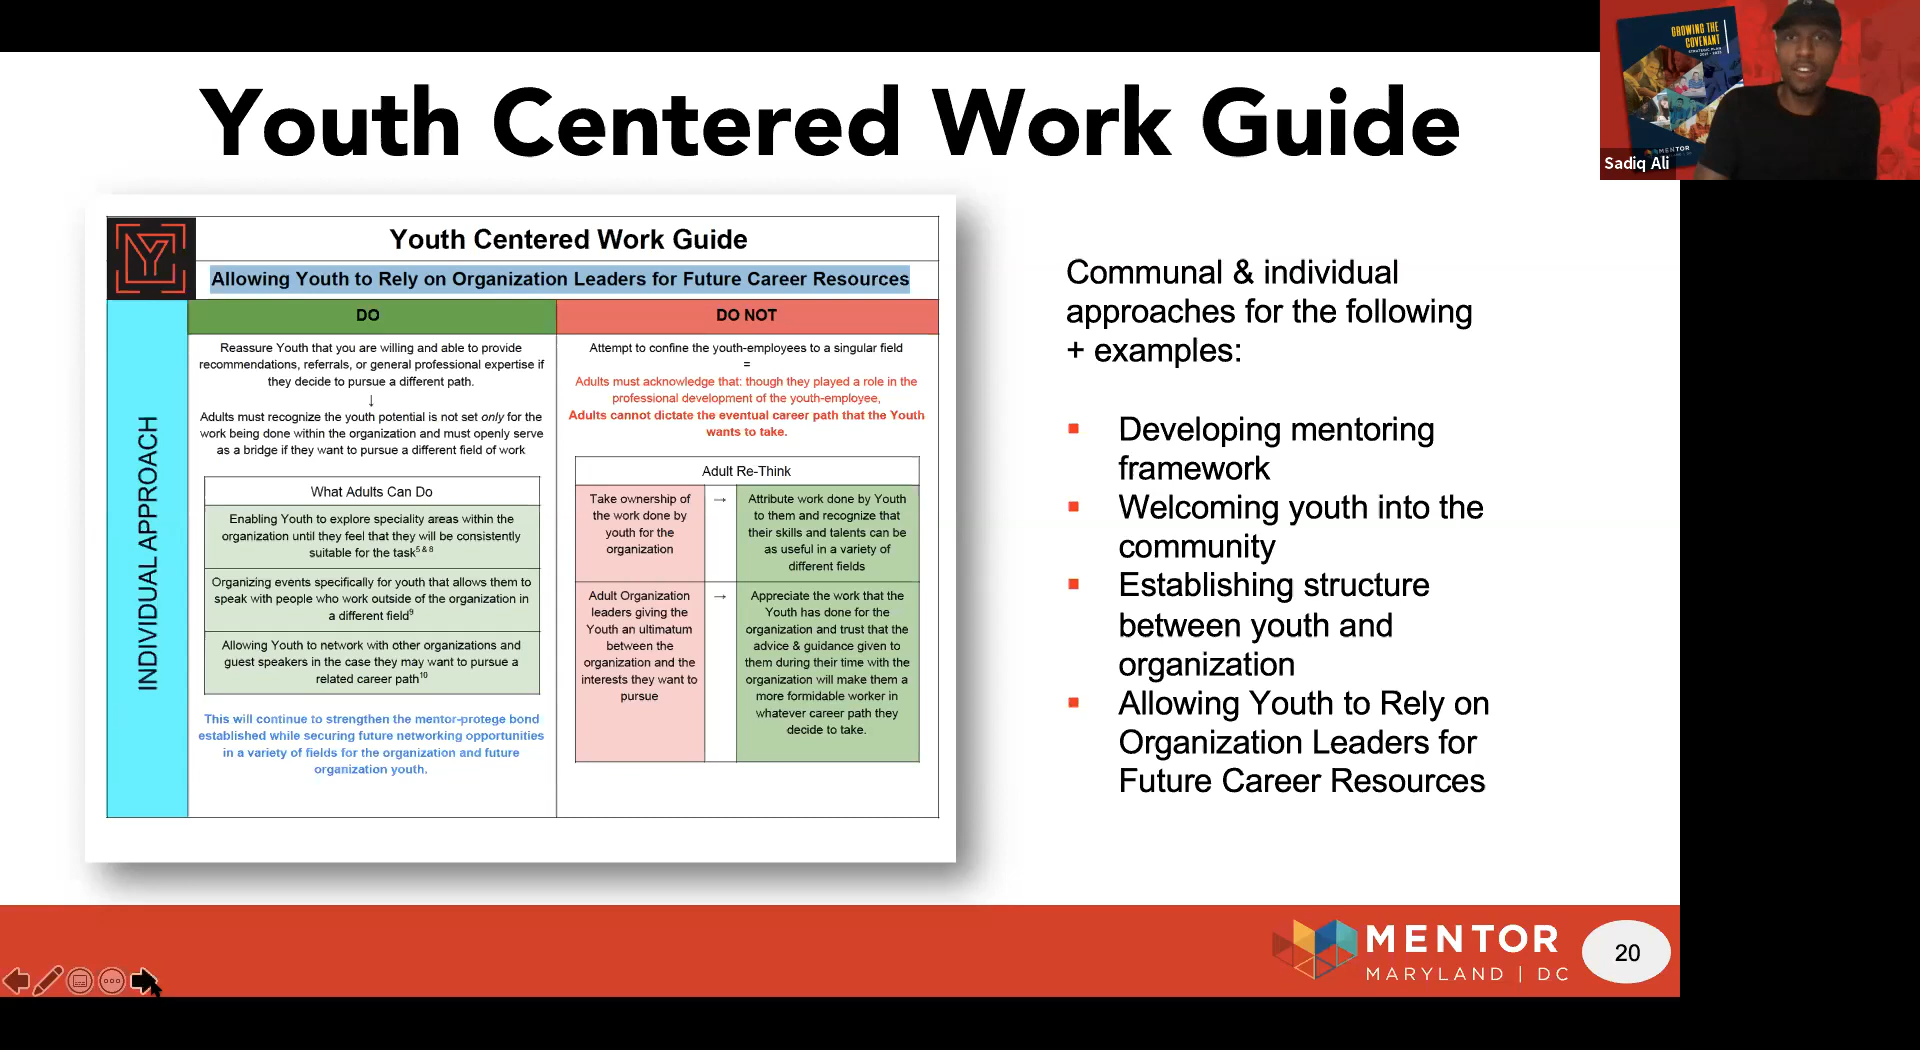 Youth Centered Work Guide
GROWING THE
COVENANT
STRATEGIC PLAN
MENTOR
Sadiq Ali
Youth Centered Work Guide
Allowing Youth to Rely on Organization Leaders for Future Career Resources
INDIVIDUAL APPROACH
DO
Reassure Youth that you are willing and able to provide
recommendations, referrals, or general professional expertise if
they decide to pursue a different path.
↓
Adults must recognize the youth potential is not set only for the
work being done within the organization and must openly serve
as a bridge if they want to pursue a different field of work
What Adults Can Do
Enabling Youth to explore speciality areas within the
organization until they feel that they will be consistently
suitable for the task5 & 8
Organizing events specifically for youth that allows them to
speak with people who work outside of the organization in
a different field9
Allowing Youth to network with other organizations and
guest speakers in the case they may want to pursue a
related career path10
This will continue to strengthen the mentor-protege bond
established while securing future networking opportunities
in a variety of fields for the organization and future
organization youth.
DO NOT
Attempt to confine the youth-employees to a singular field
=
Adults must acknowledge that: though they played a role in the
professional development of the youth-employee,
Adults cannot dictate the eventual career path that the Youth
wants to take.
Adult Re-Think
Take ownership of
the work done by
youth for the
organization
→
Attribute work done by Youth
to them and recognize that
their skills and talents can be
as useful in a variety of
different fields
Adult Organization
leaders giving the
Youth an ultimatum
between the
organization and the
interests they want to
pursue
→
Appreciate the work that the
Youth has done for the
organization and trust that the
advice & guidance given to
them during their time with the
organization will make them a
more formidable worker in
whatever career path they
decide to take.
Communal & individual
approaches for the following
+ examples:
▪ Developing mentoring
framework
▪ Welcoming youth into the
community
▪ Establishing structure
between youth and
organization
▪ Allowing Youth to Rely on
Organization Leaders for
Future Career Resources
MENTOR
MARYLAND | DC
20